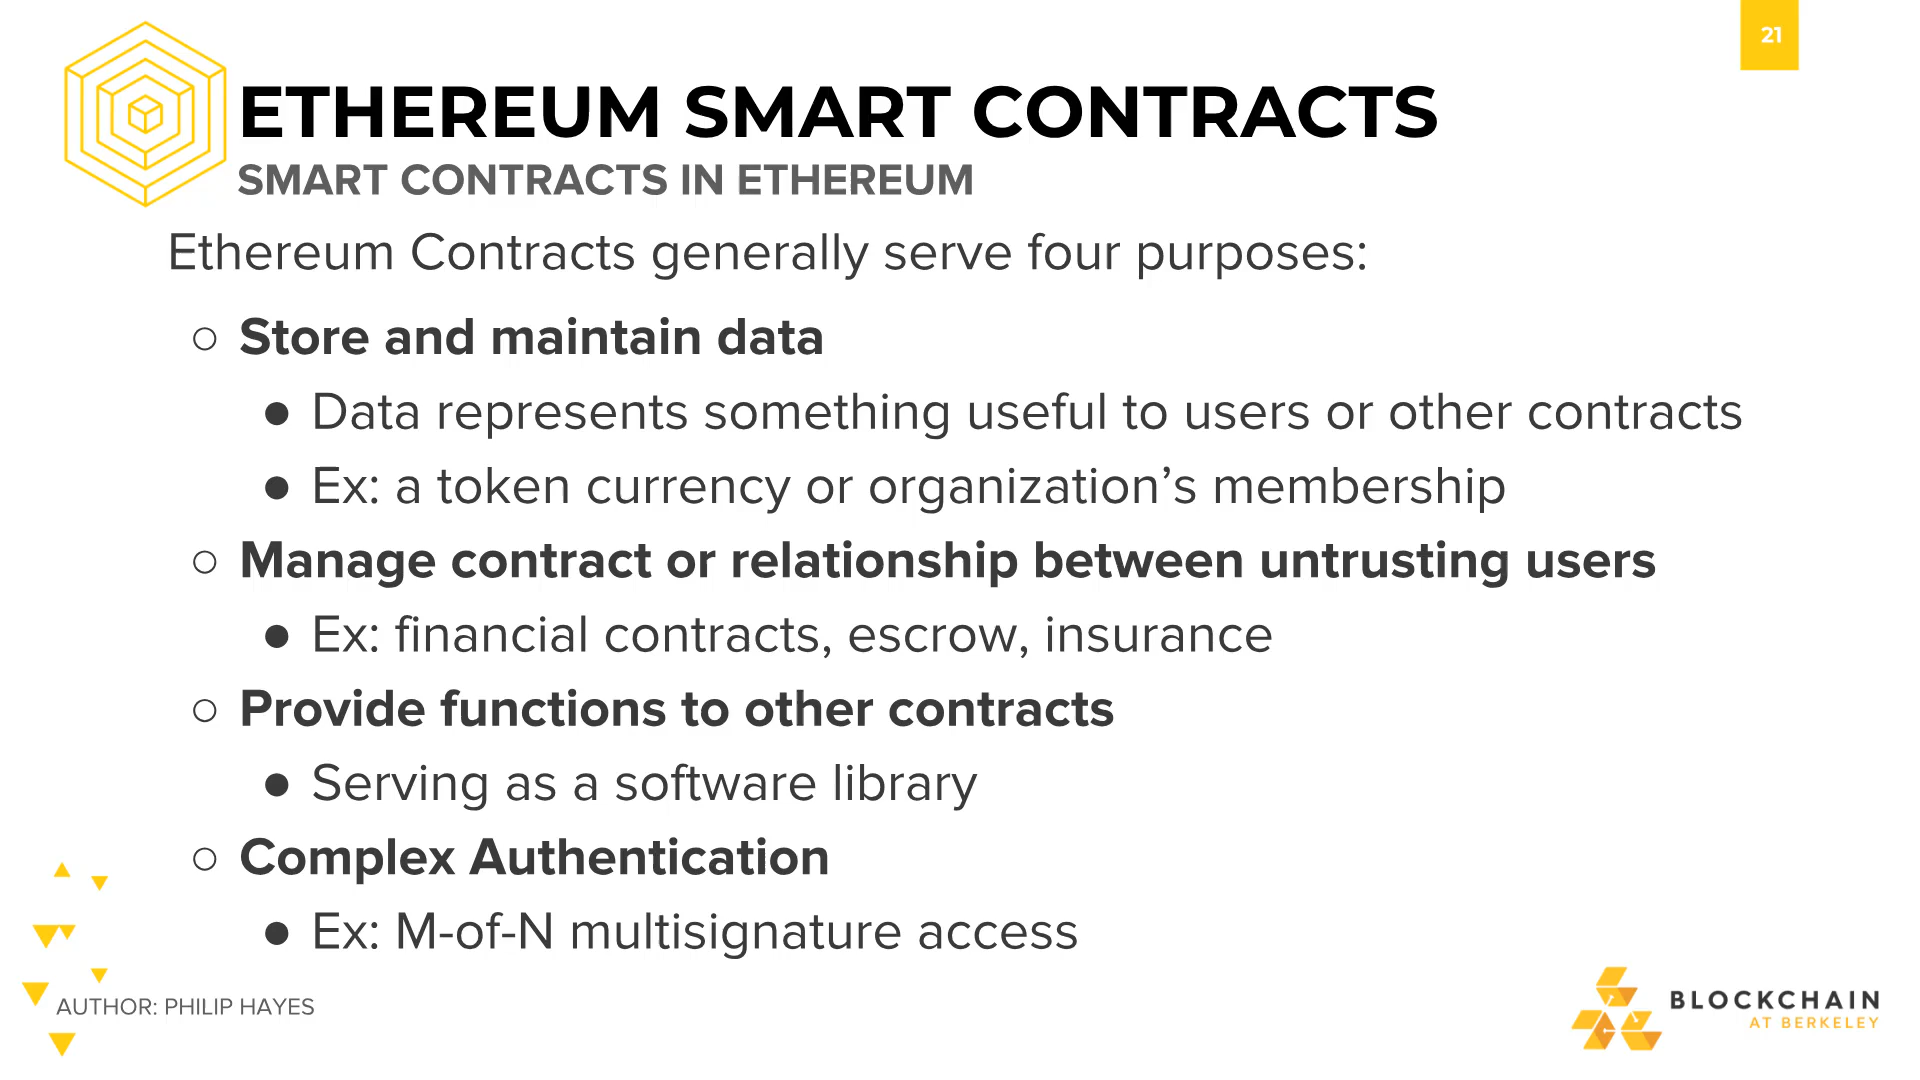 21
ETHEREUM SMART CONTRACTS
SMART CONTRACTS IN ETHEREUM
Ethereum Contracts generally serve four purposes:
○ Store and maintain data
● Data represents something useful to users or other contracts
● Ex: a token currency or organization’s membership
○ Manage contract or relationship between untrusting users
● Ex: financial contracts, escrow, insurance
○ Provide functions to other contracts
● Serving as a software library
○ Complex Authentication
● Ex: M-of-N multisignature access
AUTHOR: PHILIP HAYES
BLOCKCHAIN
AT BERKELEY